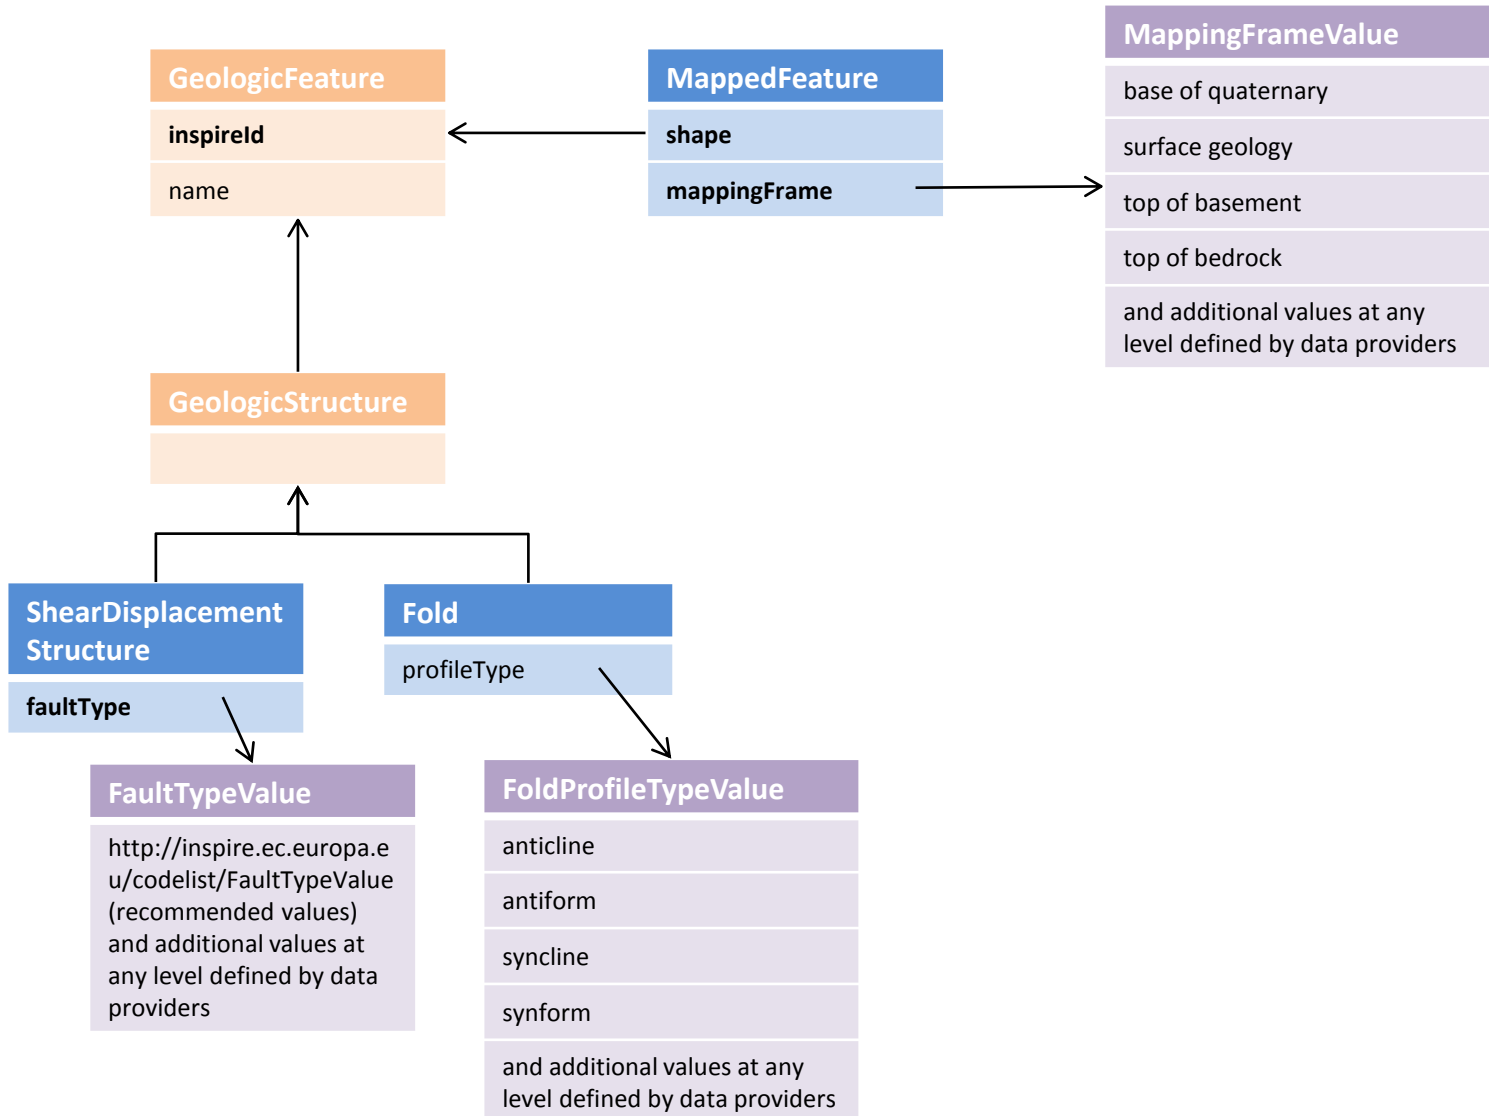 GeologicFeature
inspireId
name
MappedFeature
shape
mappingFrame
MappingFrameValue
base of quaternary
surface geology
top of basement
top of bedrock
and additional values at any
level defined by data providers
GeologicStructure
ShearDisplacement
Structure
faultType
Fold
profileType
FaultTypeValue
http://inspire.ec.europa.e
u/codelist/FaultTypeValue
(recommended values)
and additional values at
any level defined by data
providers
FoldProfileTypeValue
anticline
antiform
syncline
synform
and additional values at any
level defined by data providers